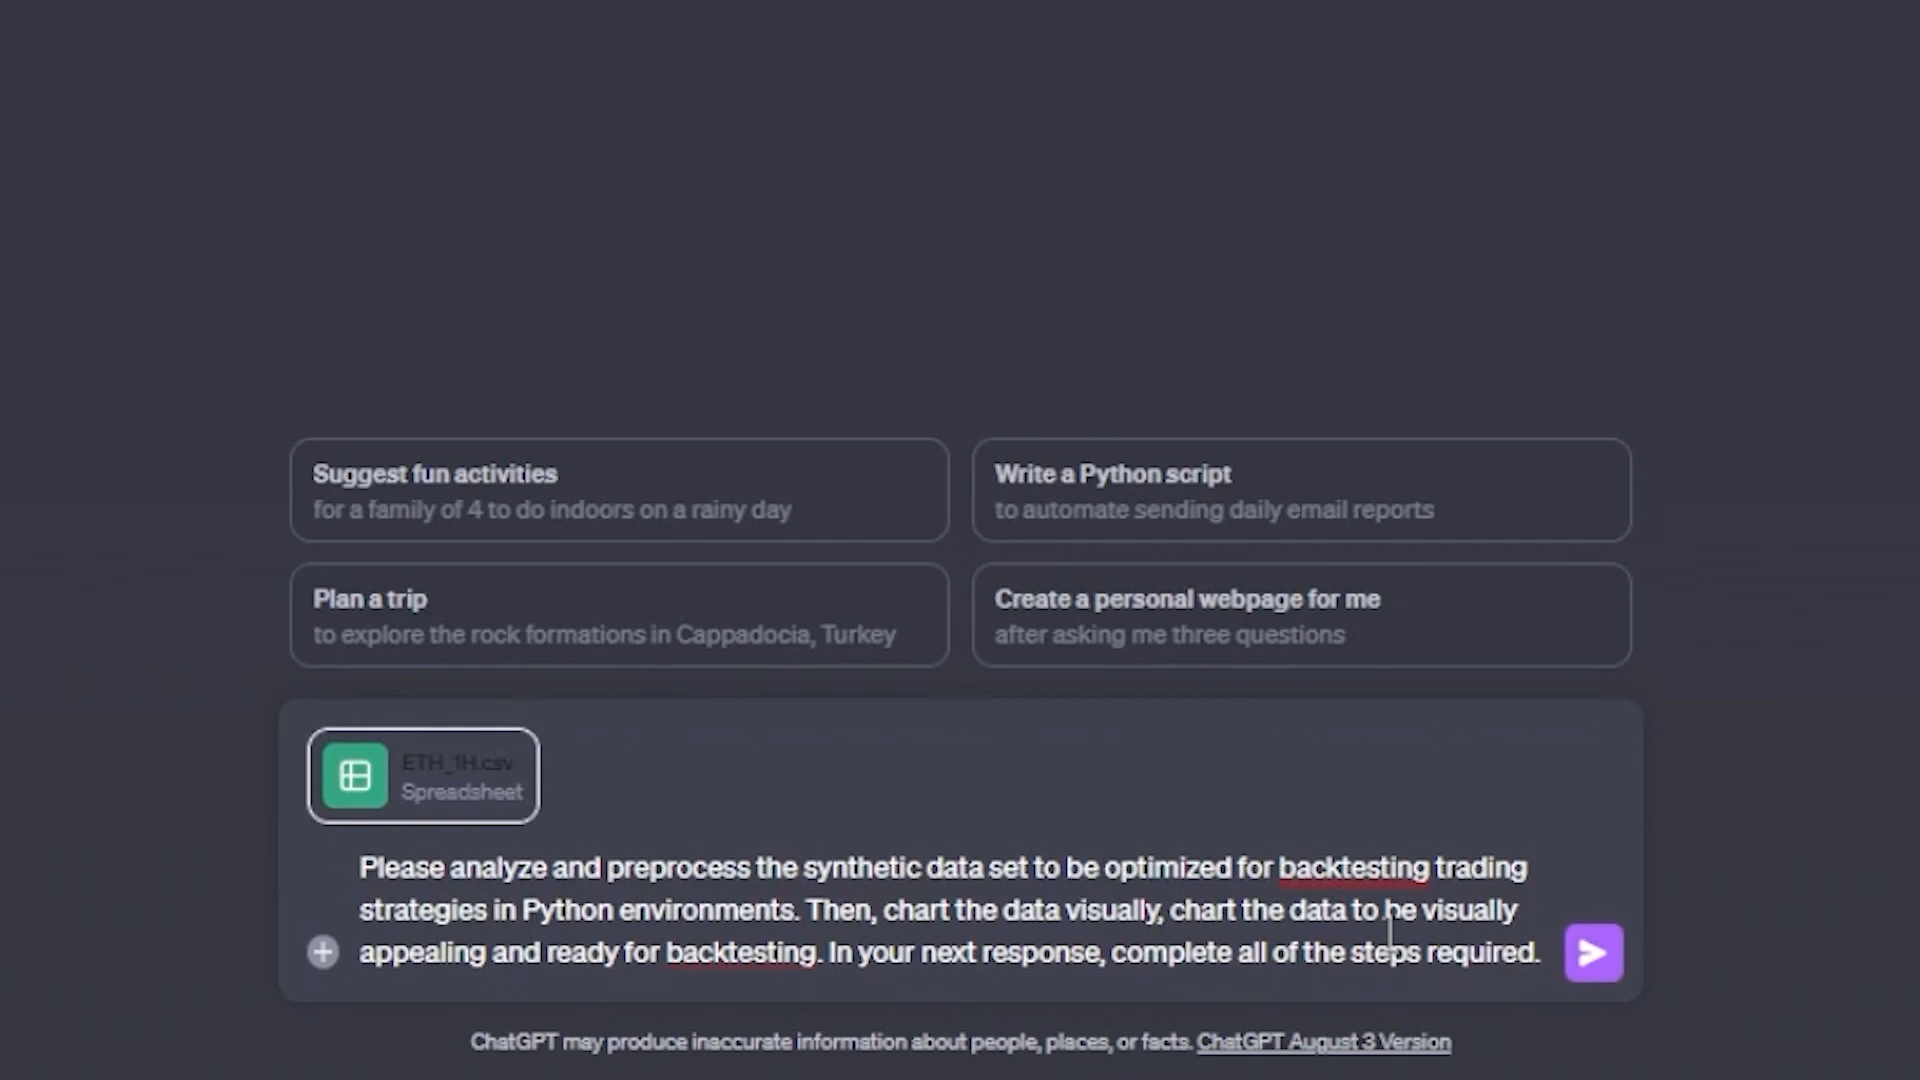 Suggest fun activities
for a family of 4 to do indoors on a rainy day
Write a Python script
to automate sending daily email reports
Plan a trip
to explore the rock formations in Cappadocia, Turkey
Create a personal webpage for me
after asking me three questions
ETH_1H.csv
Spreadsheet
Please analyze and preprocess the synthetic data set to be optimized for backtesting trading
strategies in Python environments. Then, chart the data visually, chart the data to be visually
appealing and ready for backtesting. In your next response, complete all of the steps required.
ChatGPT may produce inaccurate information about people, places, or facts. ChatGPT August 3 Version